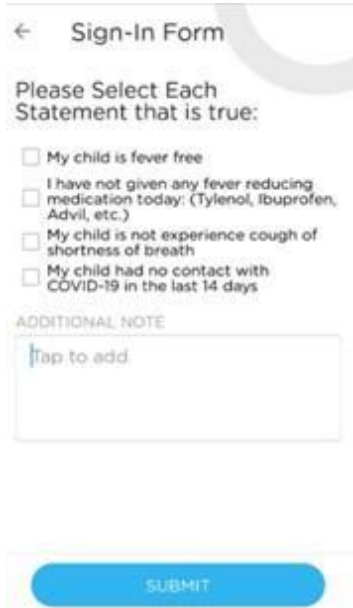 Sign-In Form
Please Select Each
Statement that is true:
My child is fever free
I have not given any fever reducing
medication today: (Tylenol, Ibuprofen,
Advil, etc.)
My child is not experience cough of
shortness of breath
My child had no contact with
COVID-19 in the last 14 days
ADDITIONAL NOTE
Tap to add
SUBMIT